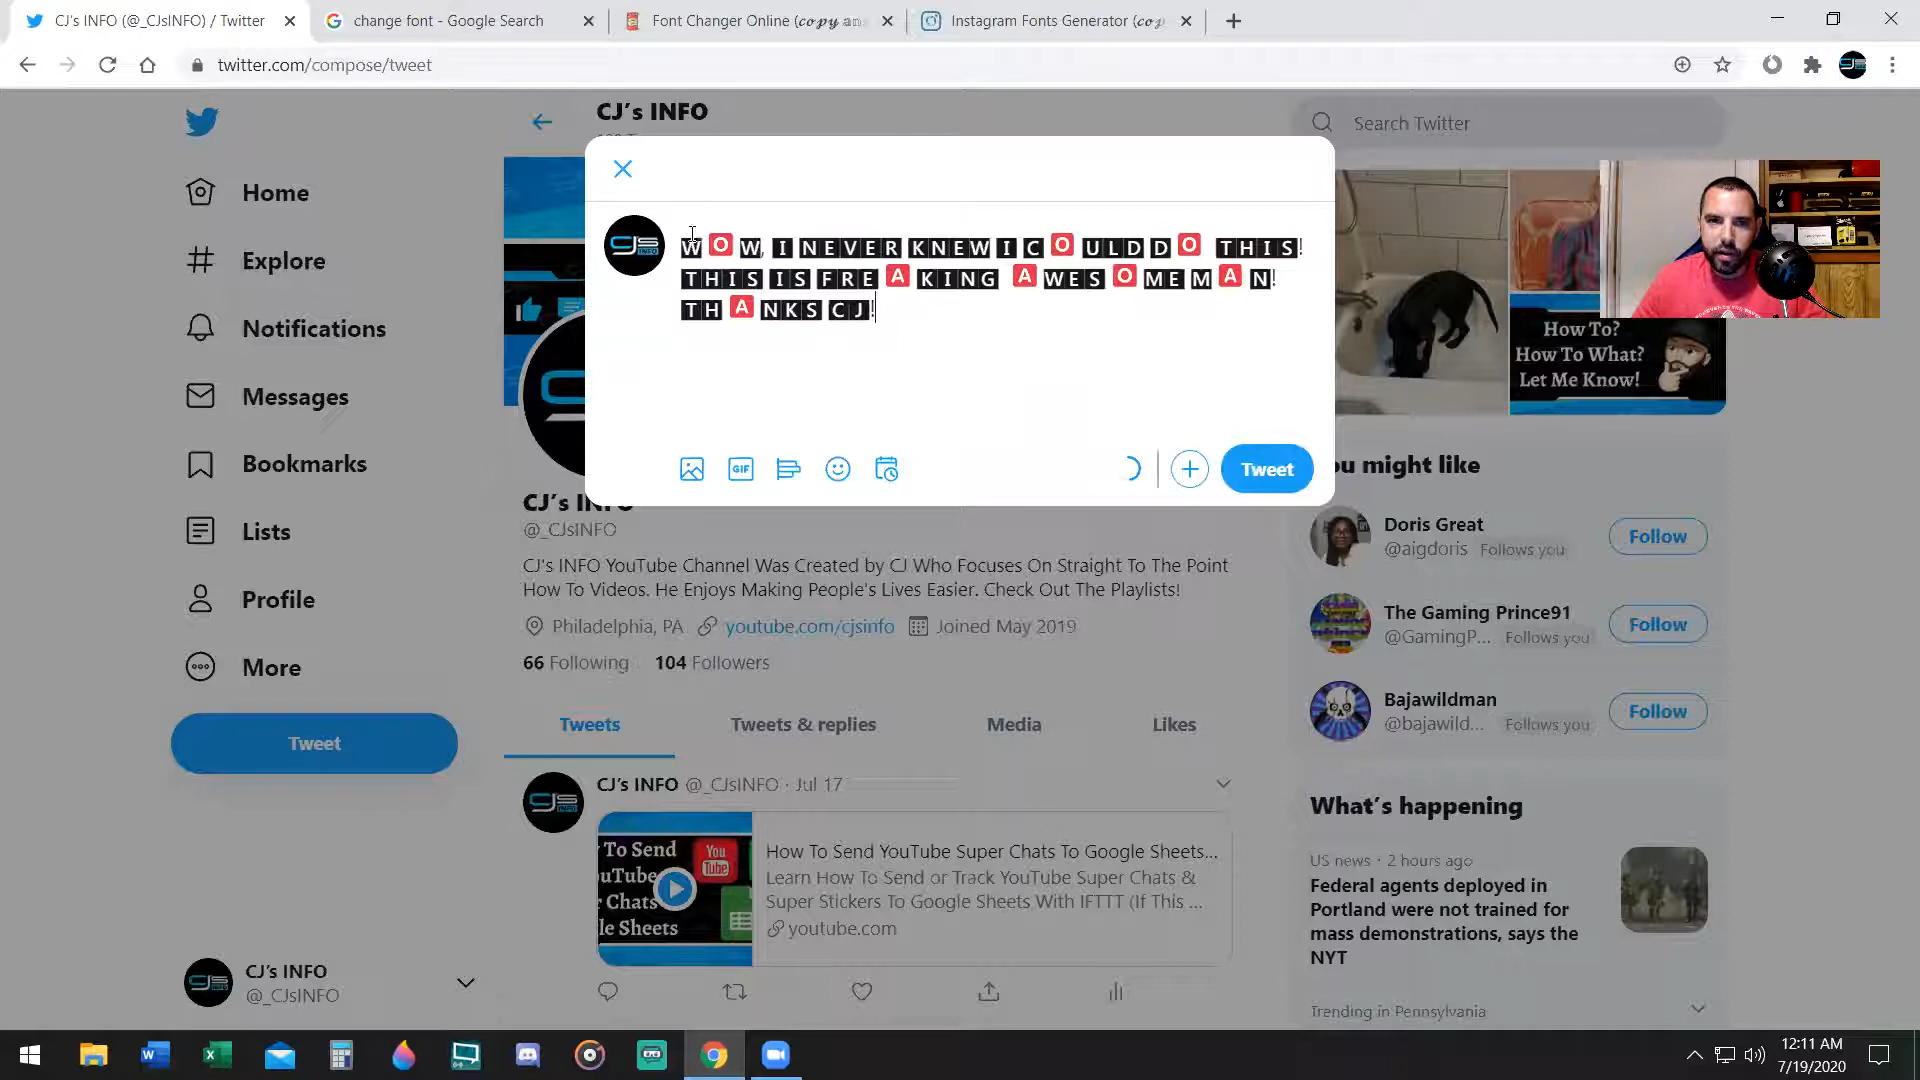 CJ's INFO (@_CJsINFO) / Twitter
change font - Google Search
Font Changer Online (𝓬𝓸𝓹𝔂 𝓪𝓷
Instagram Fonts Generator (𝓬𝓸𝓹
twitter.com/compose/tweet
CJ's INFO
Search Twitter
Home
Explore
Notifications
Messages
Bookmarks
Lists
Profile
More
Tweet
WOW, I NEVER KNEW I COULD DO THIS!
THIS IS FREAKING AWESOME MAN!
THANKS CJ!
GIF
Tweet
CJS
INFO
How To?
How To What?
Let Me Know!
CJ's INFO
@_CJsINFO
CJ's INFO YouTube Channel Was Created by CJ Who Focuses On Straight To The Point
How To Videos. He Enjoys Making People's Lives Easier. Check Out The Playlists!
Philadelphia, PA youtube.com/cjsinfo Joined May 2019
66 Following 104 Followers
Tweets Tweets & replies Media Likes
CJ's INFO @_CJsINFO · Jul 17
To Send
You
Tube
uTube
Chats
le Sheets
How To Send YouTube Super Chats To Google Sheets...
Learn How To Send or Track YouTube Super Chats &
Super Stickers To Google Sheets With IFTTT (If This ...
youtube.com
You might like
Doris Great
@aigdoris Follows you
Follow
The Gaming Prince91
@GamingP... Follows you
Follow
Bajawildman
@bajawild... Follows you
Follow
What's happening
US news · 2 hours ago
Federal agents deployed in
Portland were not trained for
mass demonstrations, says the
NYT
Trending in Pennsylvania
CJ's INFO
@_CJsINFO
12:11 AM
7/19/2020